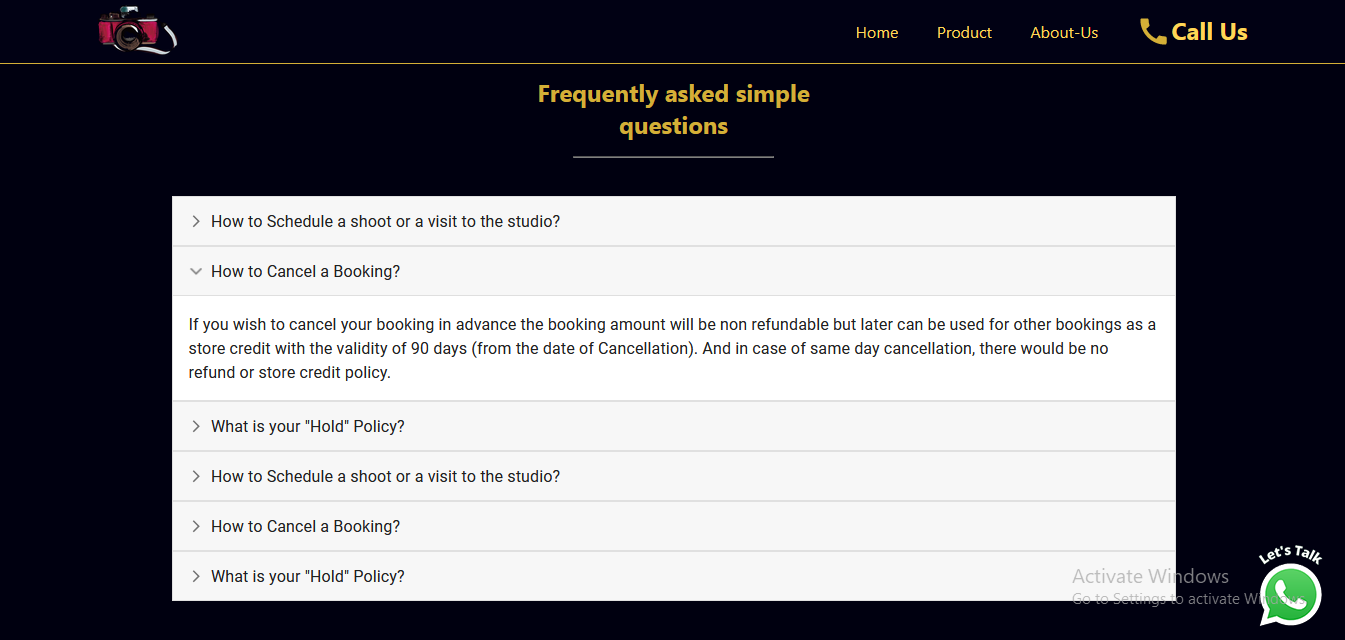 Home Product About-Us Call Us
Frequently asked simple
questions
How to Schedule a shoot or a visit to the studio?
How to Cancel a Booking?
If you wish to cancel your booking in advance the booking amount will be non refundable but later can be used for other bookings as a
store credit with the validity of 90 days (from the date of Cancellation). And in case of same day cancellation, there would be no
refund or store credit policy.
What is your "Hold" Policy?
How to Schedule a shoot or a visit to the studio?
How to Cancel a Booking?
What is your "Hold" Policy?
Let's Talk
Activate Windows
Go to Settings to activate Windows.